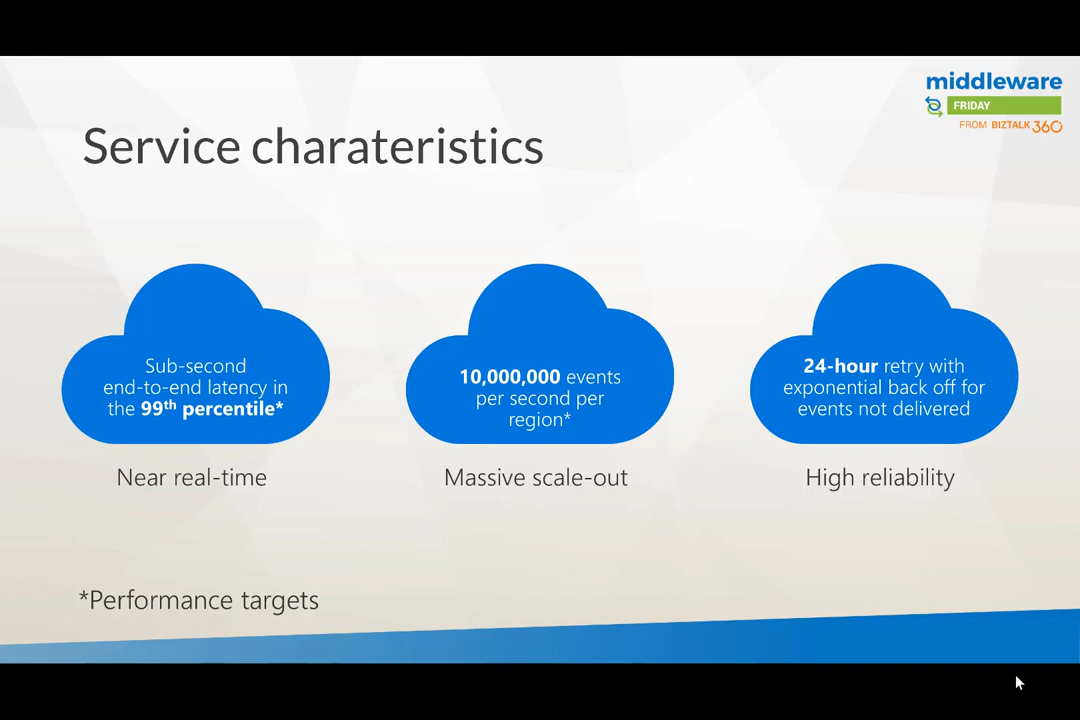 middleware
FRIDAY
FROM BIZTALK360
Service charateristics
Sub-second
end-to-end latency in
the 99th percentile*
10,000,000 events
per second per
region*
24-hour retry with
exponential back off for
events not delivered
Near real-time
Massive scale-out
High reliability
*Performance targets